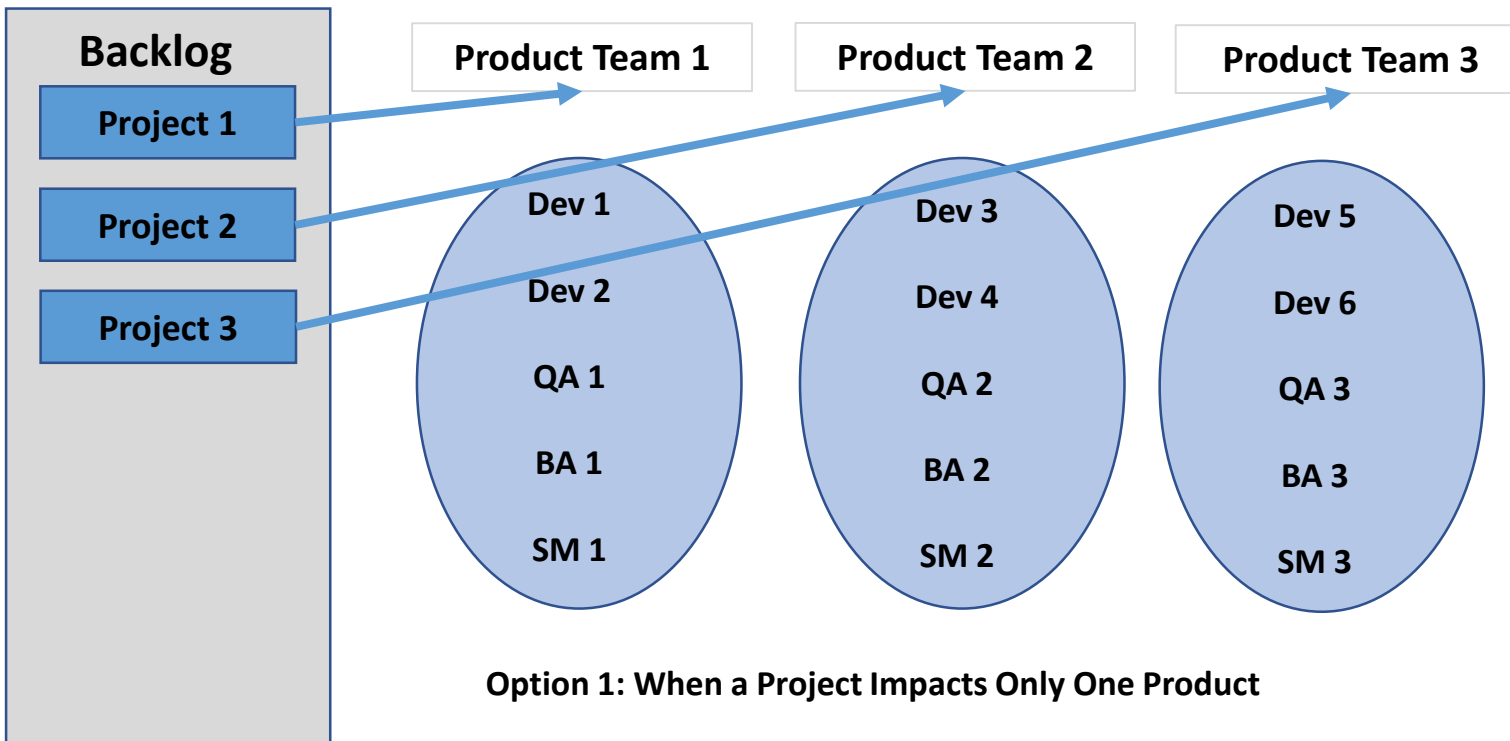 Backlog
Project 1
Project 2
Project 3
Product Team 1
Dev 1
Dev 2
QA 1
BA 1
SM 1
Product Team 2
Dev 3
Dev 4
QA 2
BA 2
SM 2
Product Team 3
Dev 5
Dev 6
QA 3
BA 3
SM 3
Option 1: When a Project Impacts Only One Product